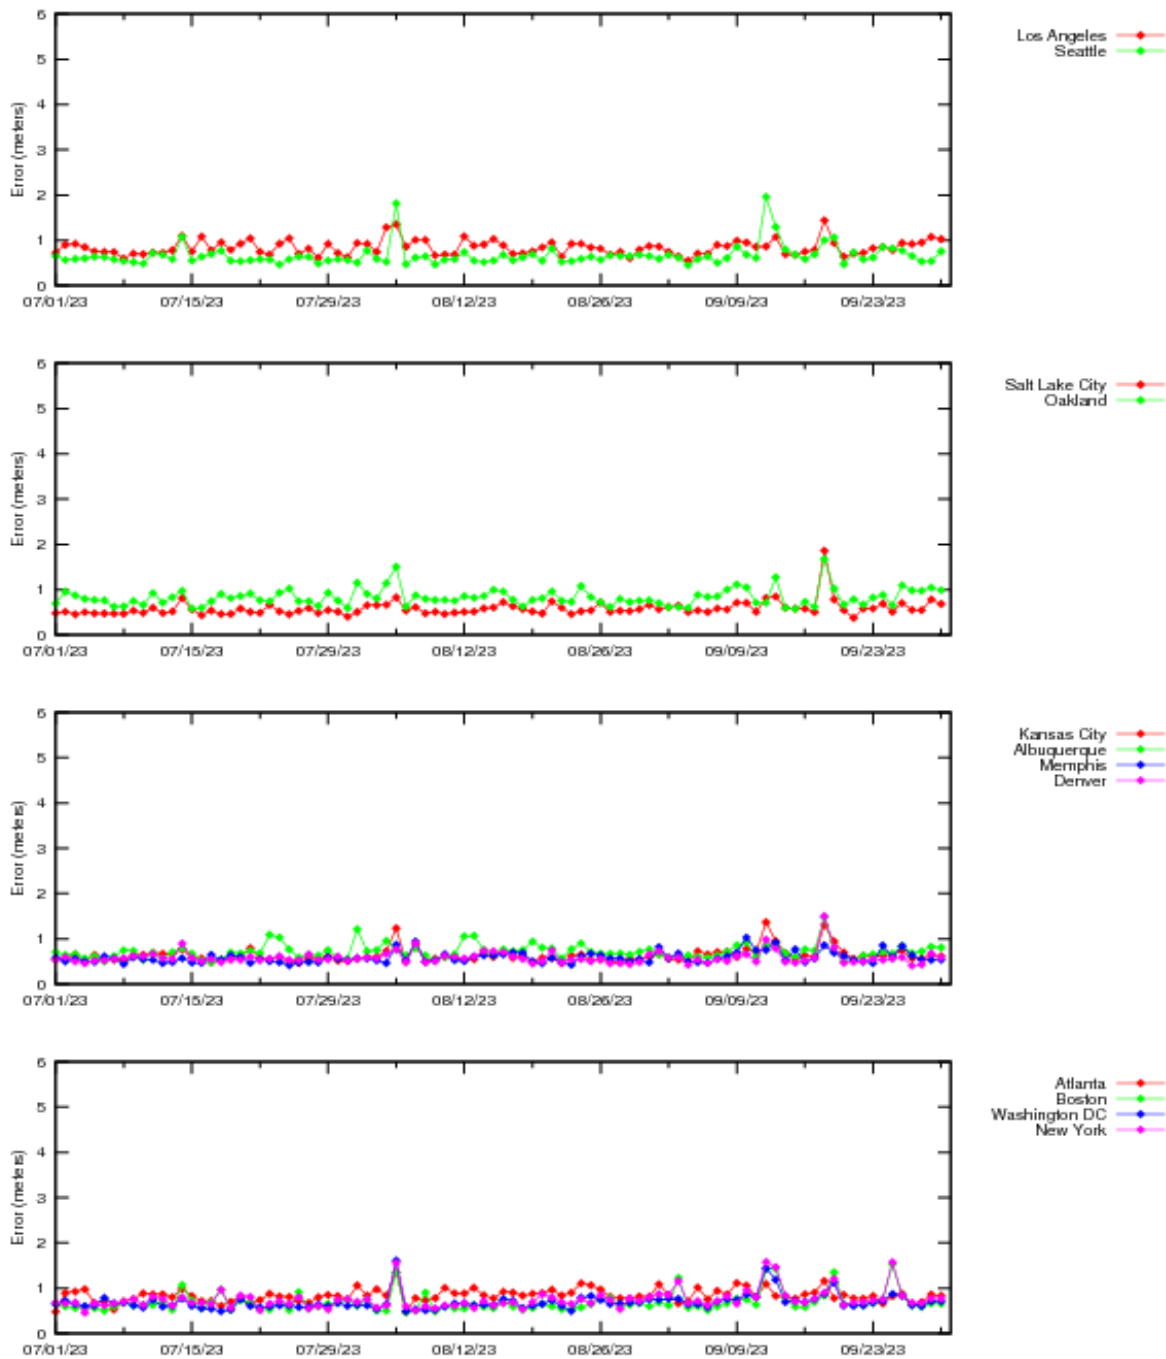 6
5
4
3
2
1
0
Error (meters)
07/01/23 07/15/23 07/29/23 08/12/23 08/26/23 09/09/23 09/23/23
Los Angeles
Seattle
6
5
4
3
2
1
0
Error (meters)
07/01/23 07/15/23 07/29/23 08/12/23 08/26/23 09/09/23 09/23/23
Salt Lake City
Oakland
6
5
4
3
2
1
0
Error (meters)
07/01/23 07/15/23 07/29/23 08/12/23 08/26/23 09/09/23 09/23/23
Kansas City
Albuquerque
Memphis
Denver
6
5
4
3
2
1
0
Error (meters)
07/01/23 07/15/23 07/29/23 08/12/23 08/26/23 09/09/23 09/23/23
Atlanta
Boston
Washington DC
New York